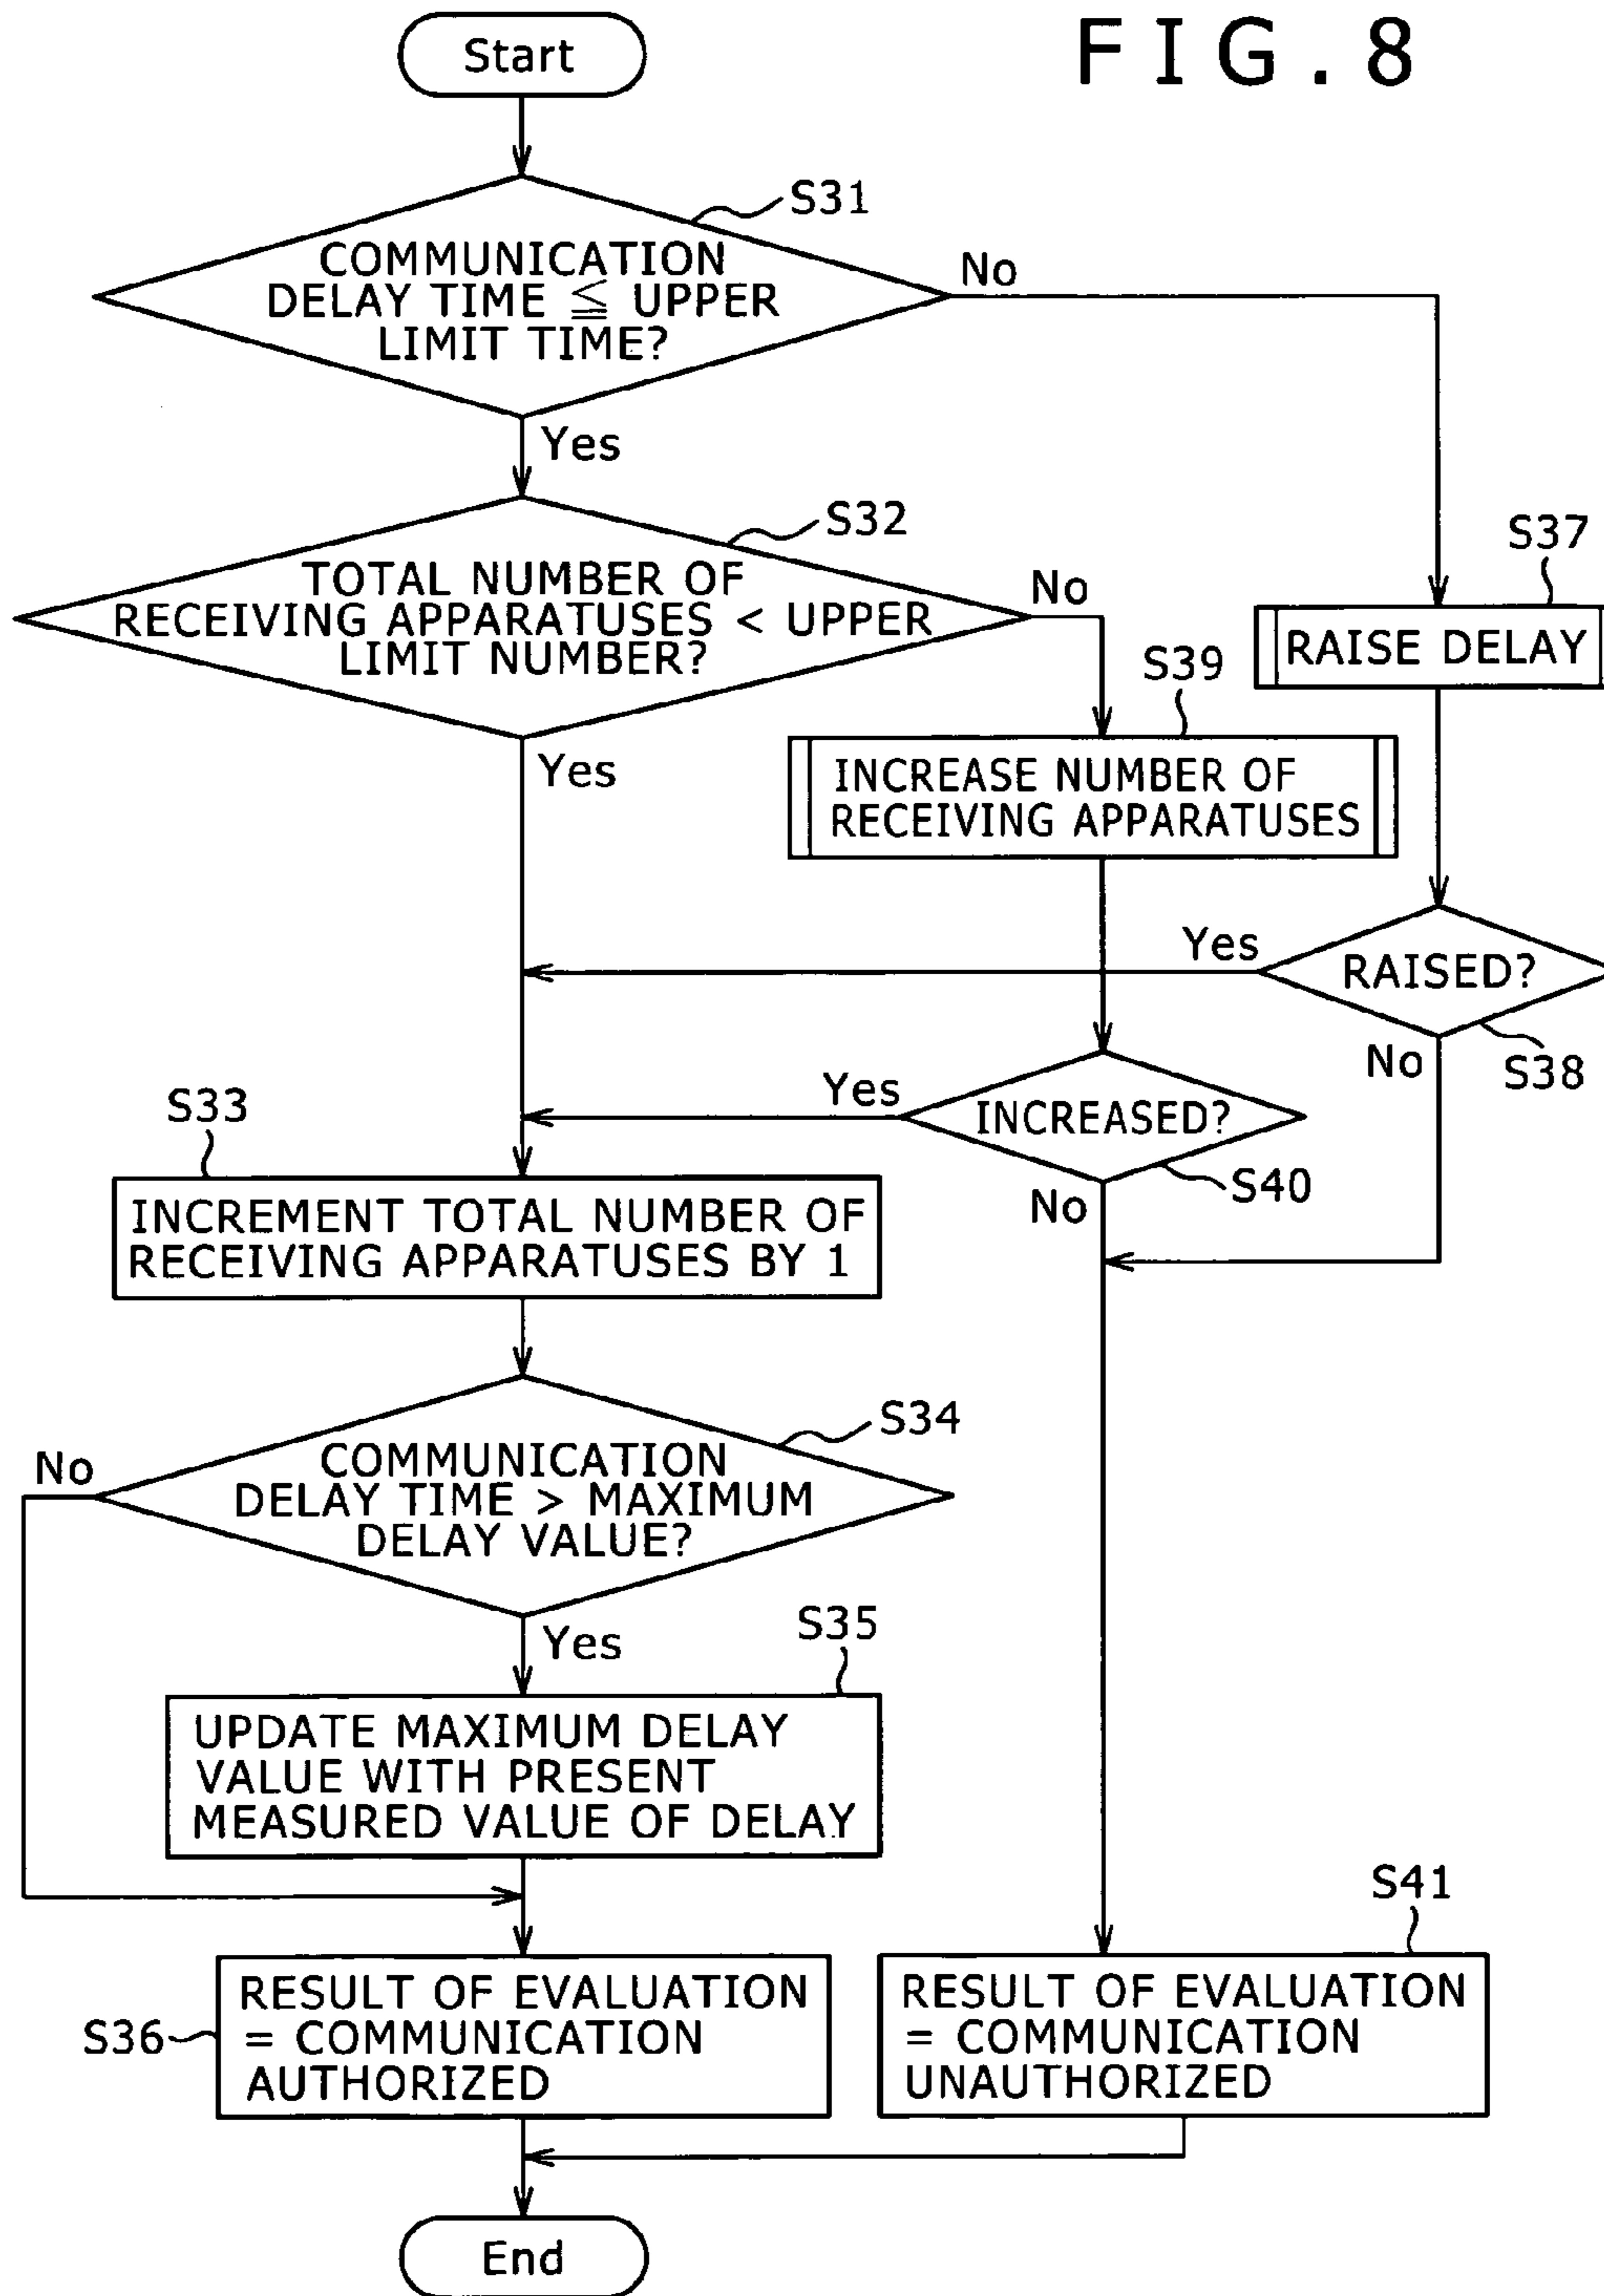 FIG.8
Start
S31
COMMUNICATION
DELAY TIME ≦ UPPER
LIMIT TIME?
No
Yes
S32
TOTAL NUMBER OF
RECEIVING APPARATUSES < UPPER
LIMIT NUMBER?
No
Yes
S37
RAISE DELAY
S39
INCREASE NUMBER OF
RECEIVING APPARATUSES
Yes
RAISED?
No
S38
Yes
INCREASED?
No
S40
S33
INCREMENT TOTAL NUMBER OF
RECEIVING APPARATUSES BY 1
S34
No
COMMUNICATION
DELAY TIME > MAXIMUM
DELAY VALUE?
Yes
S35
UPDATE MAXIMUM DELAY
VALUE WITH PRESENT
MEASURED VALUE OF DELAY
S36
RESULT OF EVALUATION
= COMMUNICATION
AUTHORIZED
S41
RESULT OF EVALUATION
= COMMUNICATION
UNAUTHORIZED
End